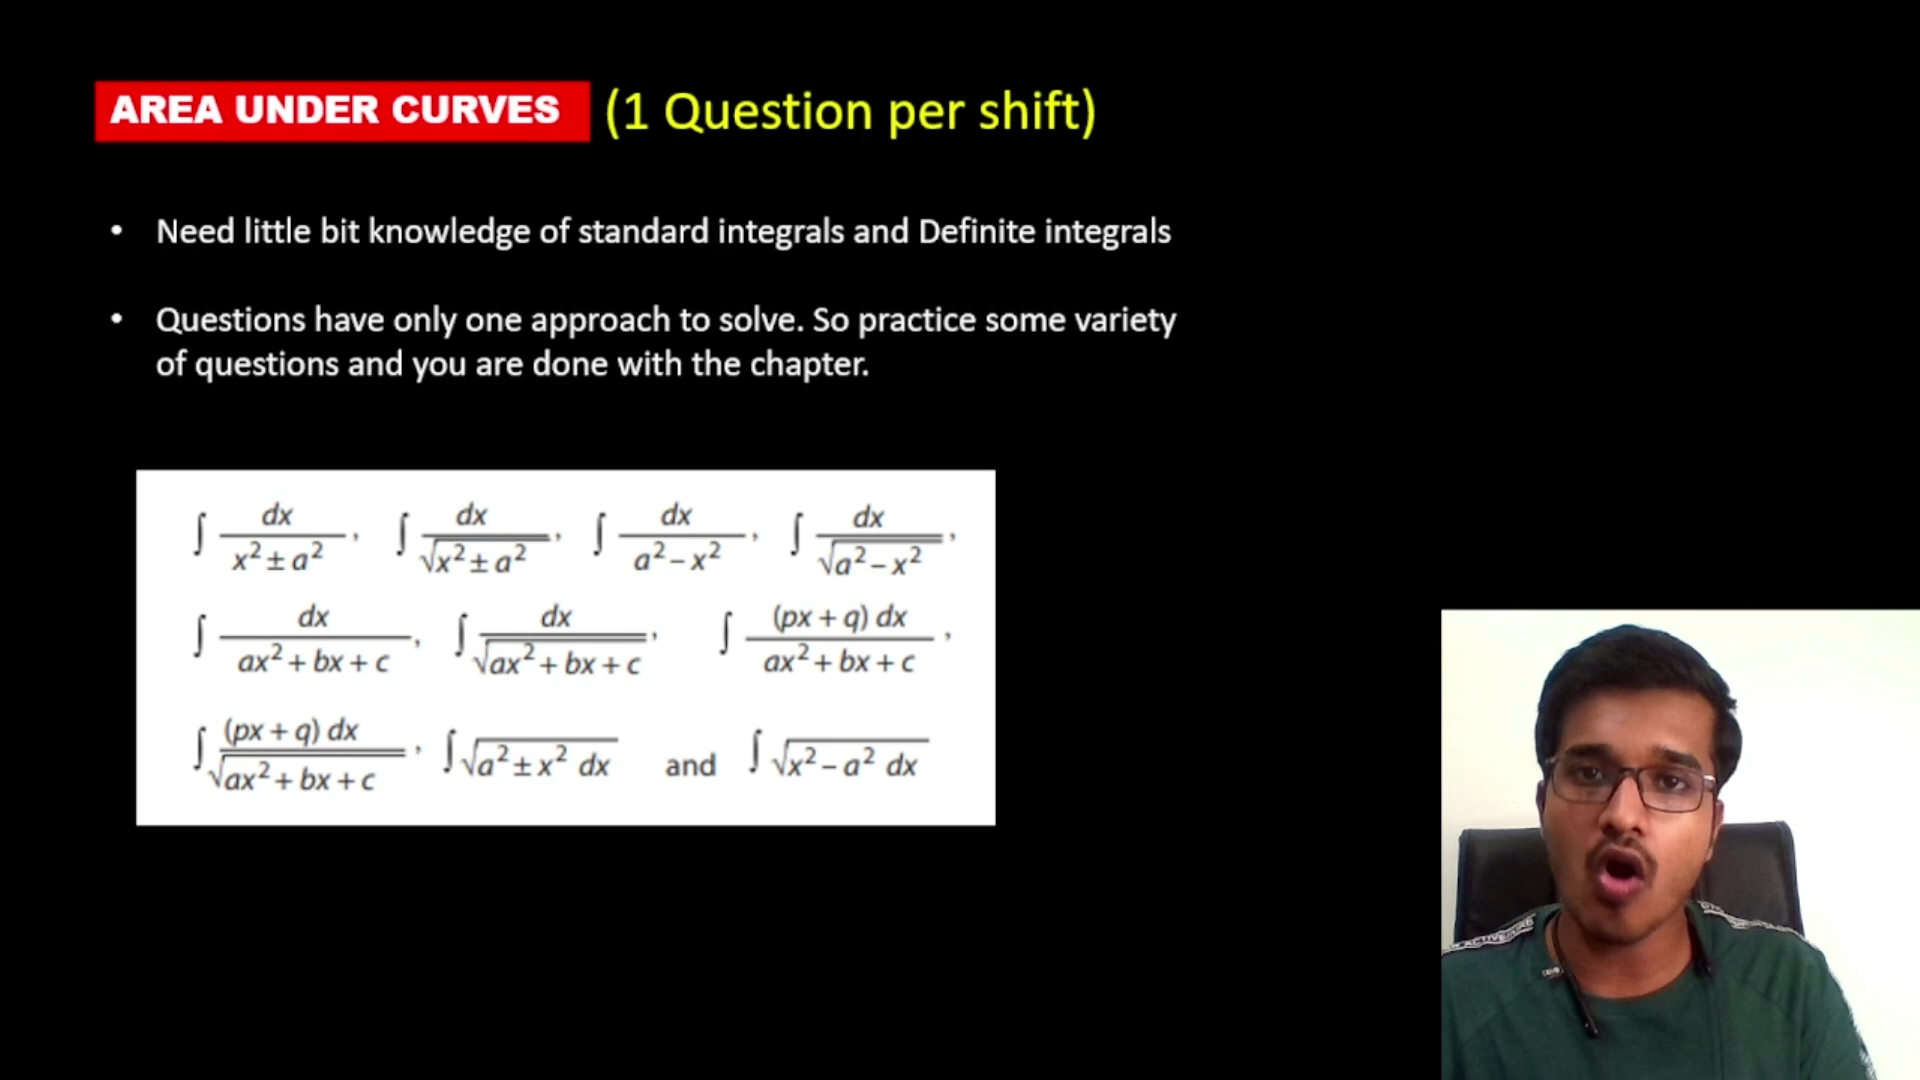 AREA UNDER CURVES (1 Question per shift)
• Need little bit knowledge of standard integrals and Definite integrals
• Questions have only one approach to solve. So practice some variety
of questions and you are done with the chapter.
∫ dx/(x² ± a²), ∫ dx/√(x² ± a²), ∫ dx/(a² – x²), ∫ dx/√(a² – x²),
∫ dx/(ax² + bx + c), ∫ dx/√(ax² + bx + c), ∫ (px + q) dx/(ax² + bx + c),
∫ (px + q) dx/√(ax² + bx + c), ∫ √(a² ± x²) dx and ∫ √(x² – a²) dx